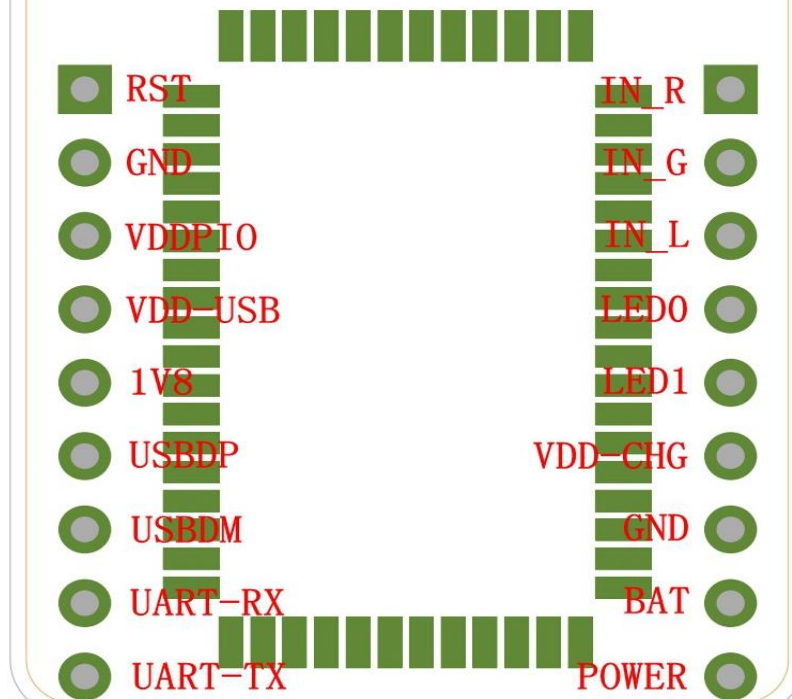 RST
IN_R
GND
IN_G
VDDPIO
IN_L
VDD-USB
LED0
1V8
LED1
USBDP
VDD-CHG
USBDM
GND
UART-RX
BAT
UART-TX
POWER